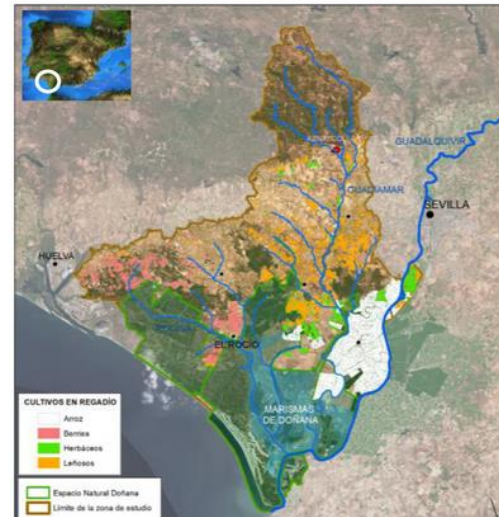 GUADALQUIVIR
GUADIAMAR
SEVILLA
HUELVA
EL ROCÍO
MARISMAS
DE DOÑANA
CULTIVOS EN REGADÍO
Arroz
Berries
Herbáceos
Leñosos
Espacio Natural Doñana
Límite de la zona de estudio